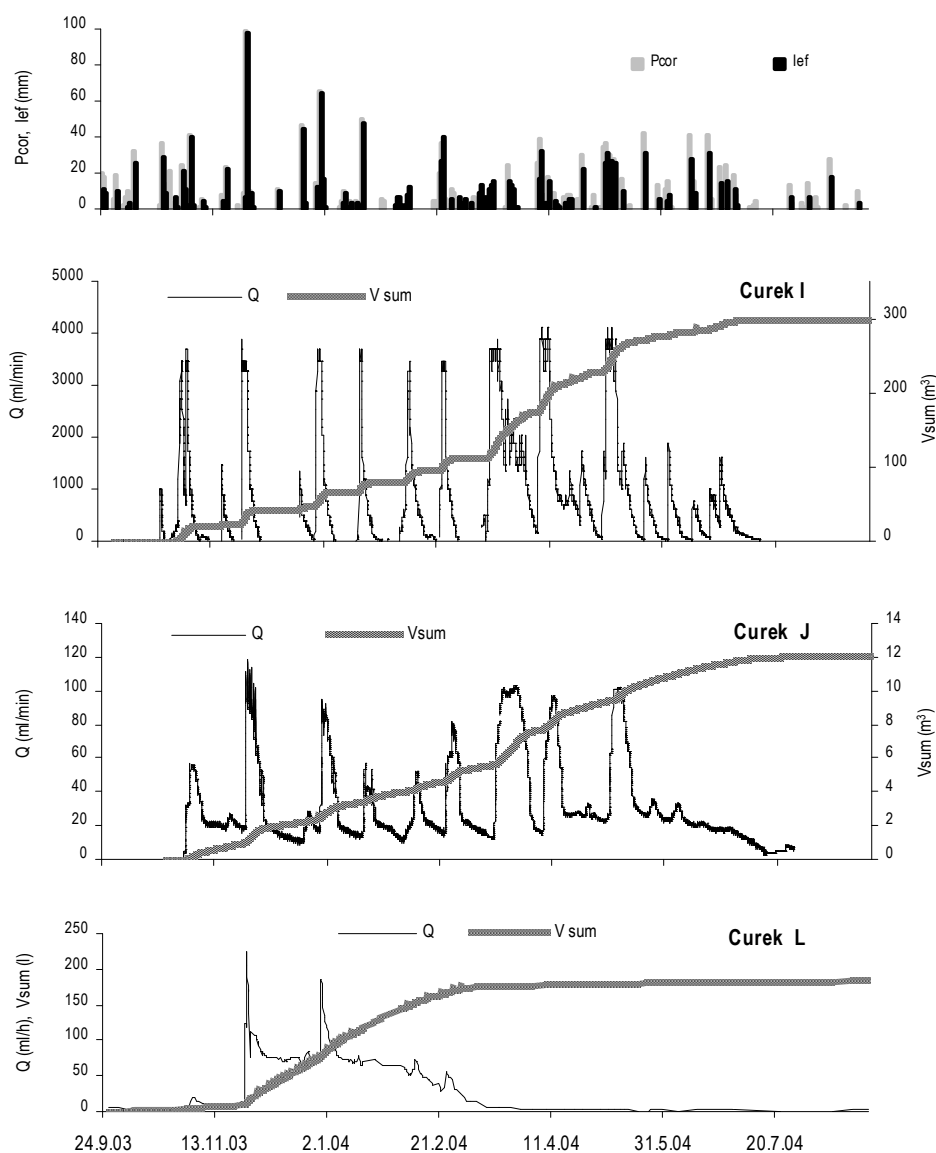 Pcor, Ief (mm)
100
80
60
40
20
0
Pcor Ief
Q (ml/min)
5000
4000
3000
2000
1000
0
Q V sum
Curek I
300
200
100
0
Vsum (m³)
Q (ml/min)
140
120
100
80
60
40
20
0
Q Vsum
Curek J
14
12
10
8
6
4
2
0
Vsum (m³)
Q (ml/h), Vsum (l)
250
200
150
100
50
0
Q V sum
Curek L
24.9.03 13.11.03 2.1.04 21.2.04 11.4.04 31.5.04 20.7.04